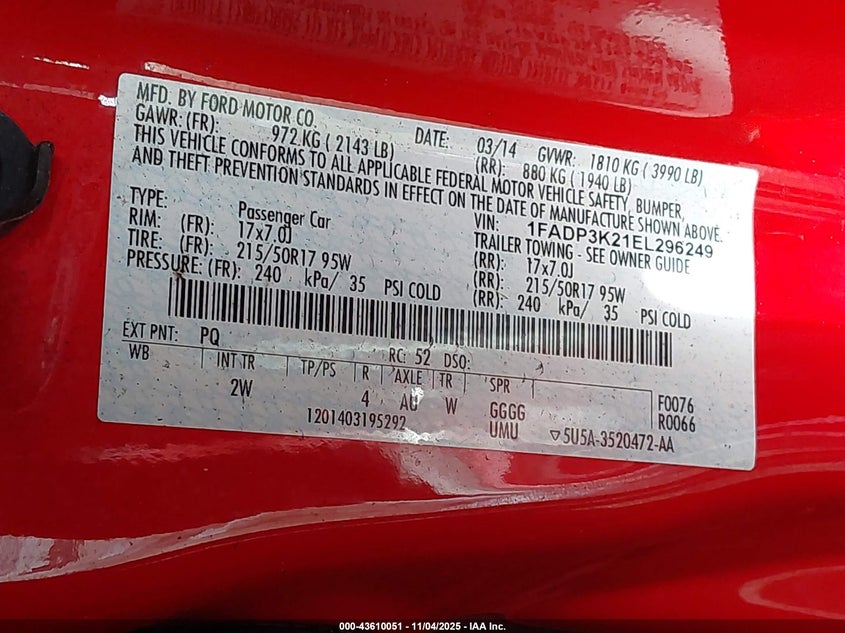 MFD. BY FORD MOTOR CO.
DATE: 03/14 GVWR: 1810 KG ( 3990 LB)
GAWR: (FR): 972 KG ( 2143 LB) (RR): 880 KG ( 1940 LB)
THIS VEHICLE CONFORMS TO ALL APPLICABLE FEDERAL MOTOR VEHICLE SAFETY, BUMPER,
AND THEFT PREVENTION STANDARDS IN EFFECT ON THE DATE OF MANUFACTURE SHOWN ABOVE.
VIN: 1FADP3K21EL296249
TYPE: Passenger Car TRAILER TOWING - SEE OWNER GUIDE
RIM: (FR): 17x7.0J (RR): 17x7.0J
TIRE: (FR): 215/50R17 95W (RR): 215/50R17 95W
PRESSURE: (FR): 240 kPa/ 35 PSI COLD (RR): 240 kPa/ 35 PSI COLD
EXT PNT: PQ RC: 52 DSO:
WB INT TR TP/PS R AXLE TR SPR
2W 4 AU W GGGG F0076
UMU R0066
1201403195292 ▽5U5A-3520472-AA
000-43610051 - 11/04/2025 - IAA Inc.